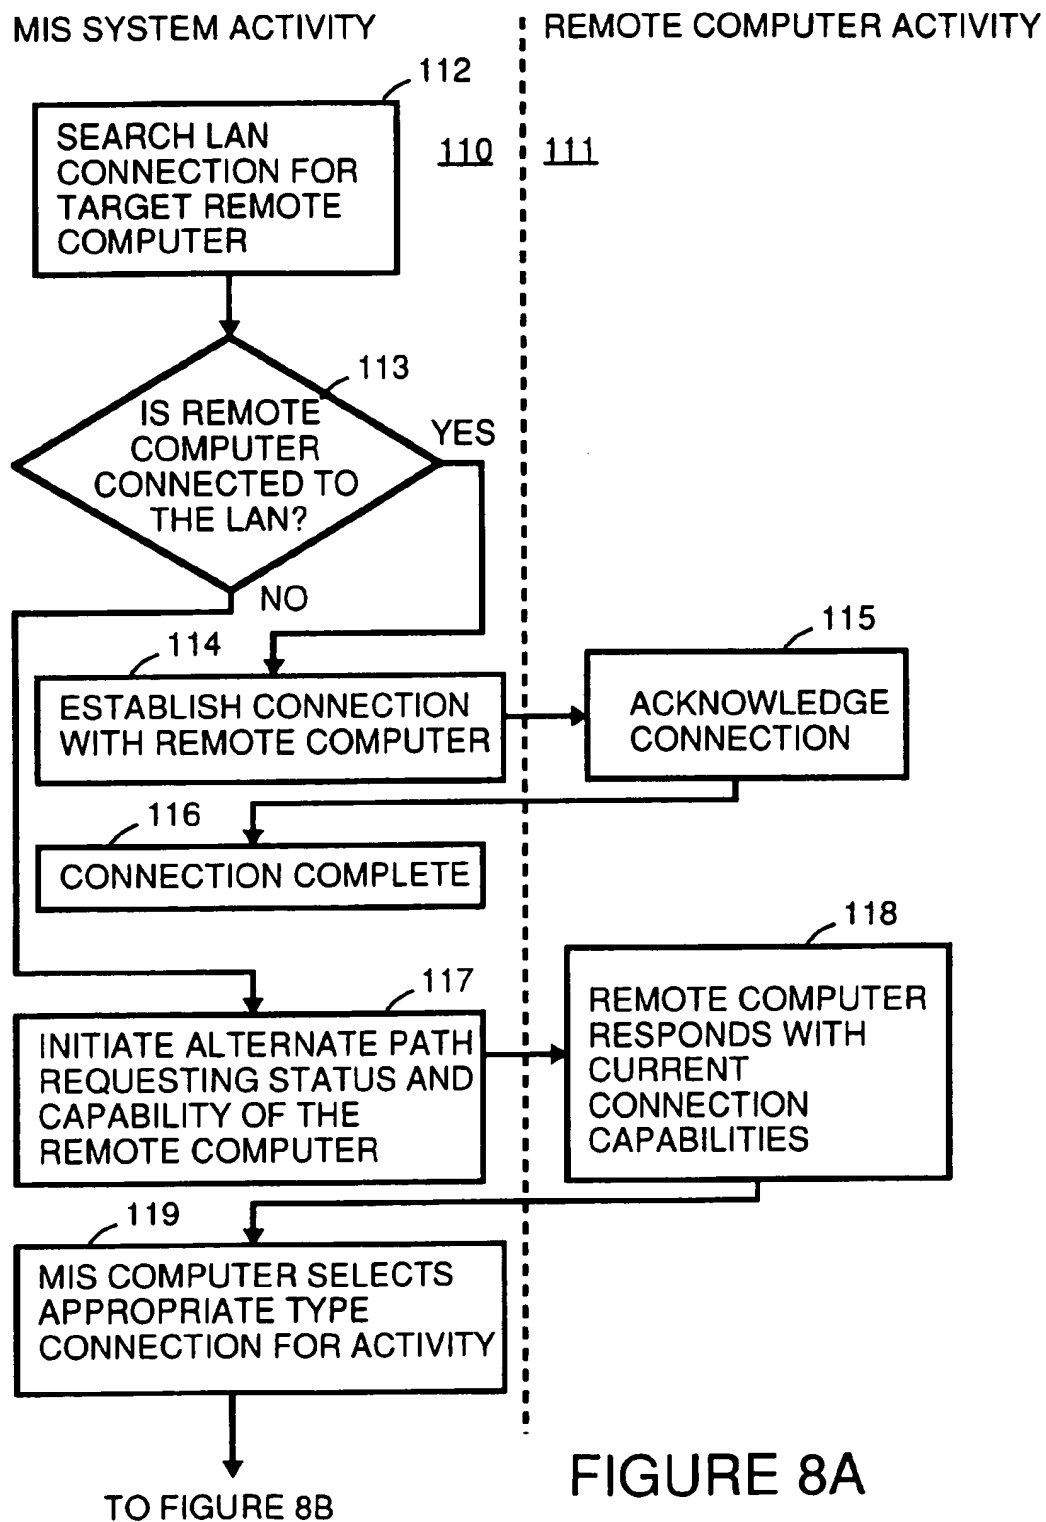 MIS SYSTEM ACTIVITY
REMOTE COMPUTER ACTIVITY
112
SEARCH LAN
CONNECTION FOR
TARGET REMOTE
COMPUTER
110
111
113
IS REMOTE
COMPUTER
CONNECTED TO
THE LAN?
YES
NO
114
ESTABLISH CONNECTION
WITH REMOTE COMPUTER
115
ACKNOWLEDGE
CONNECTION
116
CONNECTION COMPLETE
117
INITIATE ALTERNATE PATH
REQUESTING STATUS AND
CAPABILITY OF THE
REMOTE COMPUTER
118
REMOTE COMPUTER
RESPONDS WITH
CURRENT
CONNECTION
CAPABILITIES
119
MIS COMPUTER SELECTS
APPROPRIATE TYPE
CONNECTION FOR ACTIVITY
TO FIGURE 8B
FIGURE 8A